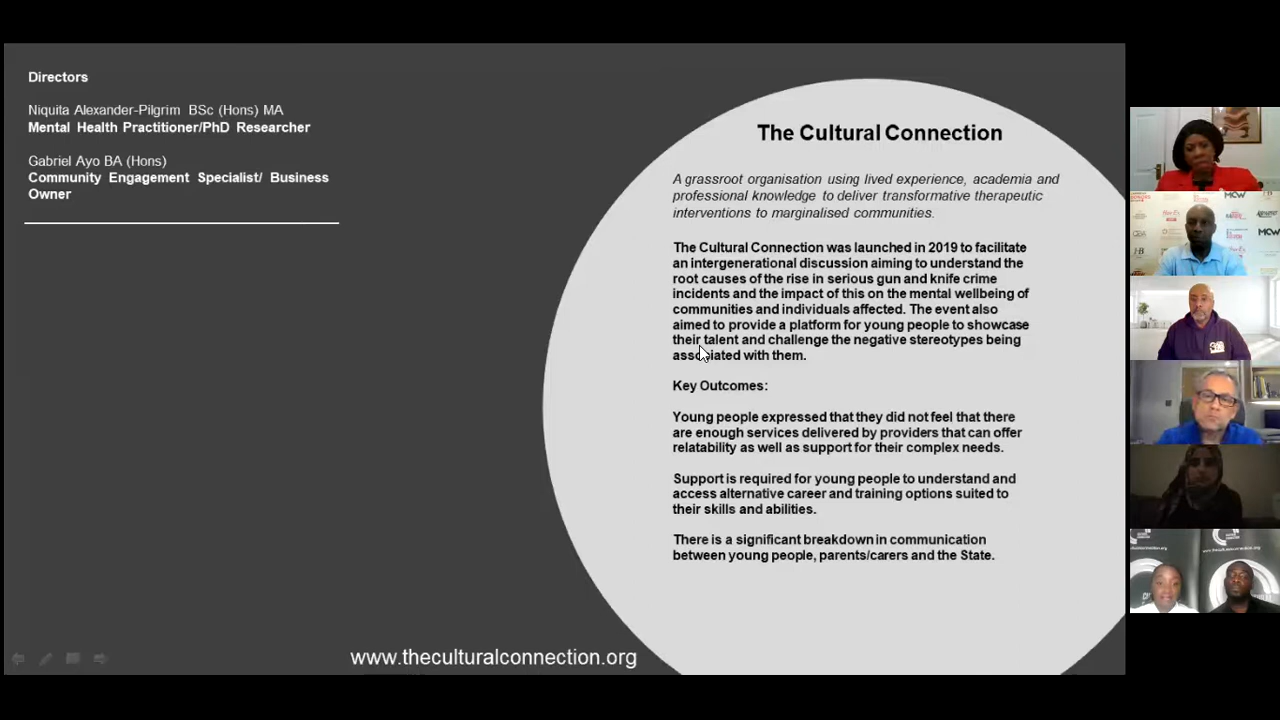 Directors
Niquita Alexander-Pilgrim BSc (Hons) MA
Mental Health Practitioner/PhD Researcher
Gabriel Ayo BA (Hons)
Community Engagement Specialist/ Business
Owner
The Cultural Connection
A grassroot organisation using lived experience, academia and
professional knowledge to deliver transformative therapeutic
interventions to marginalised communities.
The Cultural Connection was launched in 2019 to facilitate
an intergenerational discussion aiming to understand the
root causes of the rise in serious gun and knife crime
incidents and the impact of this on the mental wellbeing of
communities and individuals affected. The event also
aimed to provide a platform for young people to showcase
their talent and challenge the negative stereotypes being
associated with them.
Key Outcomes:
Young people expressed that they did not feel that there
are enough services delivered by providers that can offer
relatability as well as support for their complex needs.
Support is required for young people to understand and
access alternative career and training options suited to
their skills and abilities.
There is a significant breakdown in communication
between young people, parents/carers and the State.
www.theculturalconnection.org
MCW
MCW